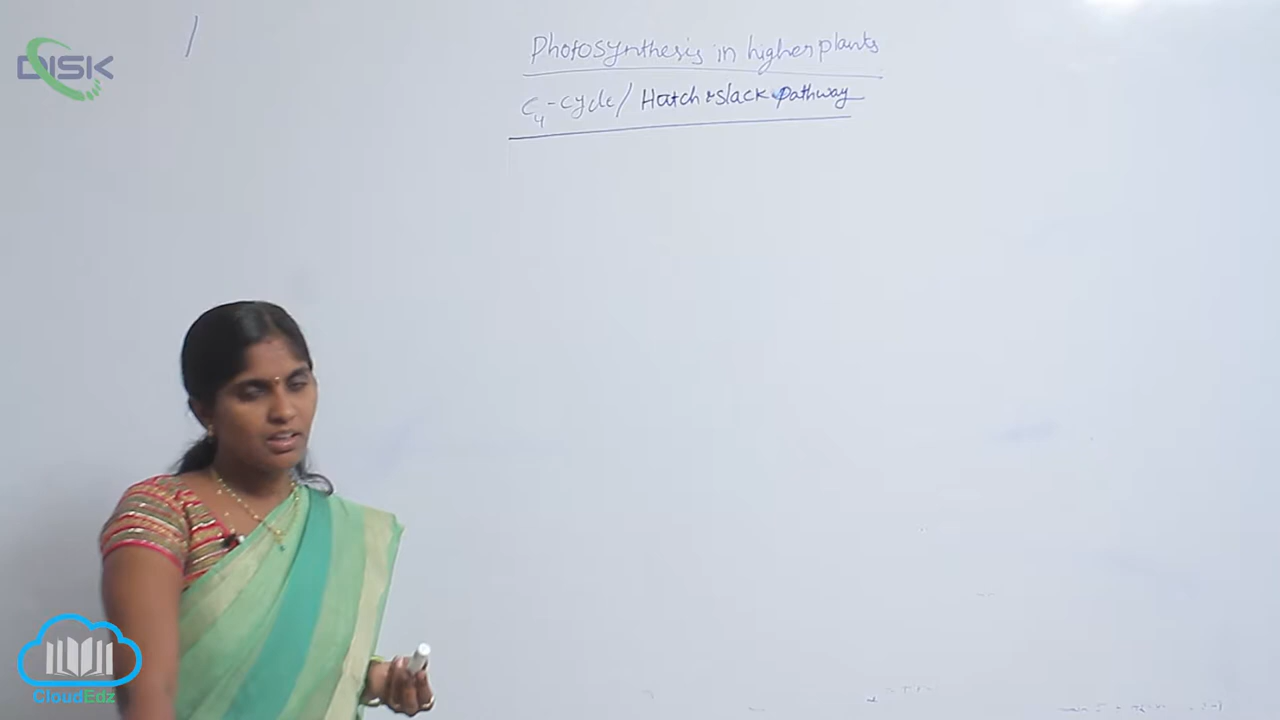 DISK
Photosynthesis in higher plants
C4-cycle/ Hatch & slack pathway
CloudEdz